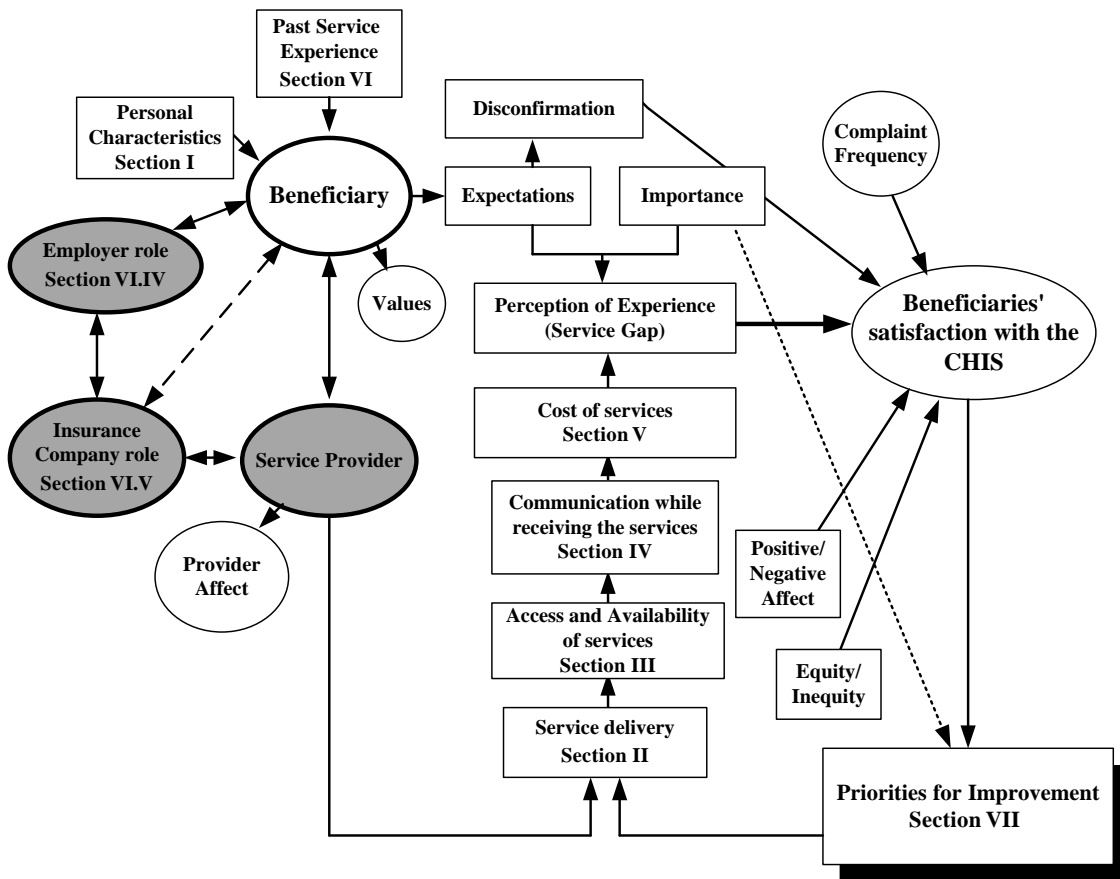 Past Service
Experience
Section VI
Personal
Characteristics
Section I
Beneficiary
Disconfirmation
Expectations
Importance
Complaint
Frequency
Employer role
Section VI.IV
Values
Perception of Experience
(Service Gap)
Beneficiaries'
satisfaction with the
CHIS
Insurance
Company role
Section VI.V
Service Provider
Cost of services
Section V
Communication while
receiving the services
Section IV
Provider
Affect
Positive/
Negative
Affect
Access and Availability
of services
Section III
Equity/
Inequity
Service delivery
Section II
Priorities for Improvement
Section VII